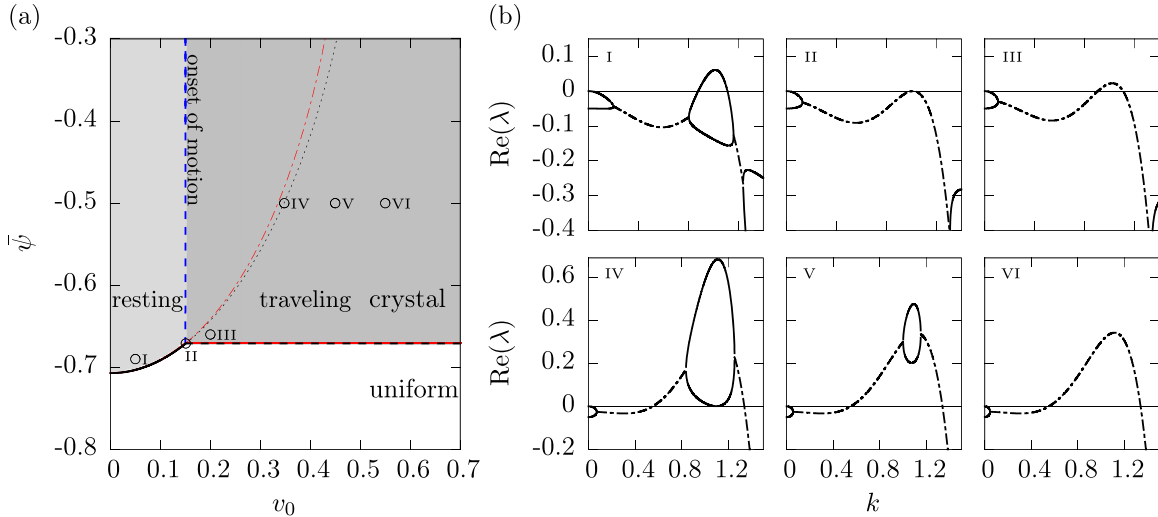 (a)
-0.3
-0.4
-0.5
-0.6
-0.7
-0.8
ψ̄
0 0.1 0.2 0.3 0.4 0.5 0.6 0.7
v₀
onset of motion
resting
traveling crystal
uniform
I
II
III
IV
V
VI
(b)
Re(λ)
0.1
0
-0.1
-0.2
-0.3
-0.4
I
II
III
Re(λ)
0.6
0.4
0.2
0
-0.2
IV
V
VI
0 0.4 0.8 1.2
0 0.4 0.8 1.2
0 0.4 0.8 1.2
k